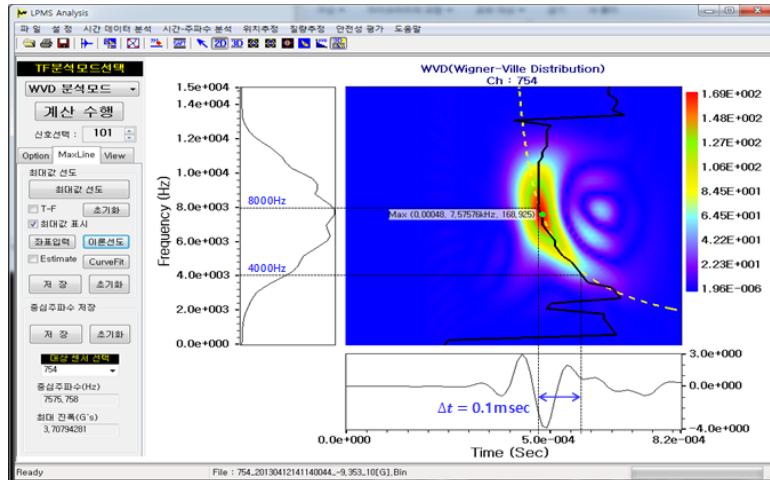 LPMS Analysis
파 일 설 정 시간 데이터 분석 시간-주파수 분석 위치추정 질량추정 안전성 평가 도움말
2D 3D
TF분석모드선택
WVD 분석모드
계산 수행
신호선택 : 101
Option MaxLine View
최대값 선도
최대값 선도
T-F 초기화
최대값 표시
좌표입력 이론선도
Estimate CurveFit
저 장 초기화
중심주파수 저장
저 장 초기화
대상 센서 선택
754
중심주파수(Hz)
7575,758
최대 진폭(G's)
3,70794281
WVD(Wigner-Ville Distribution)
Ch : 754
Frequency (Hz)
1.5e+004
1.4e+004
1.2e+004
1.0e+004
8.0e+003
6.0e+003
4.0e+003
2.0e+003
0.0e+000
8000Hz
4000Hz
Max (0,00048, 7,57576kHz, 168,925)
1.69E+002
1.48E+002
1.27E+002
1.06E+002
8.45E+001
6.34E+001
4.22E+001
2.23E+001
1.96E-006
3.0e+000
0.0e+000
-4.0e+000
Δt = 0.1msec
0.0e+000 5.0e-004 8.2e-004
Time (Sec)
Ready File : 754_20130412141140044_-9,353_10[G],Bin